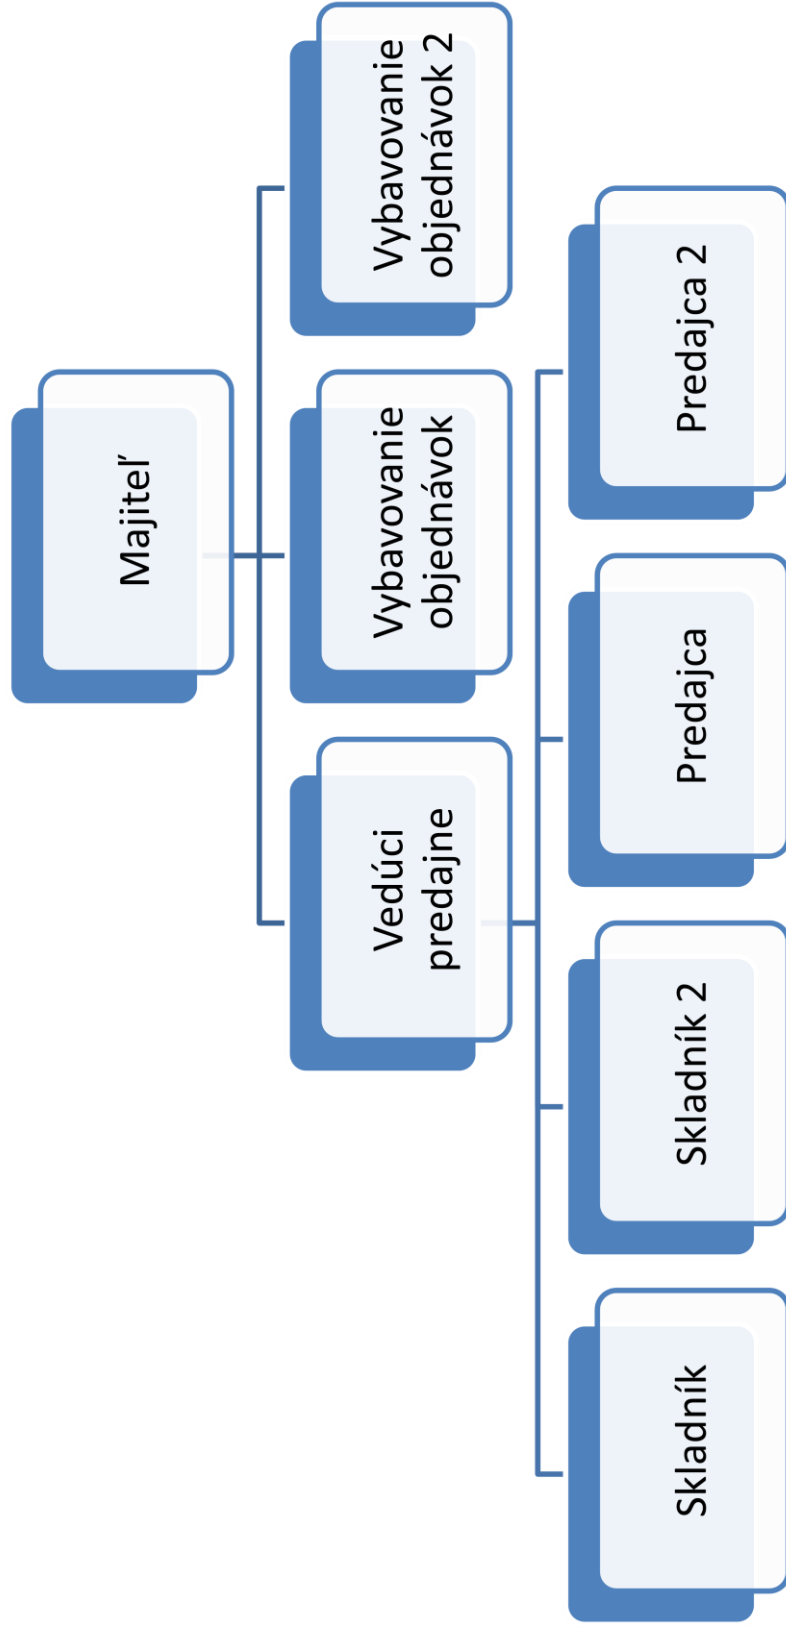 Majiteľ
Vedúci
predajne
Vybavovanie
objednávok
Vybavovanie
objednávok 2
Skladník
Skladník 2
Predajca
Predajca 2